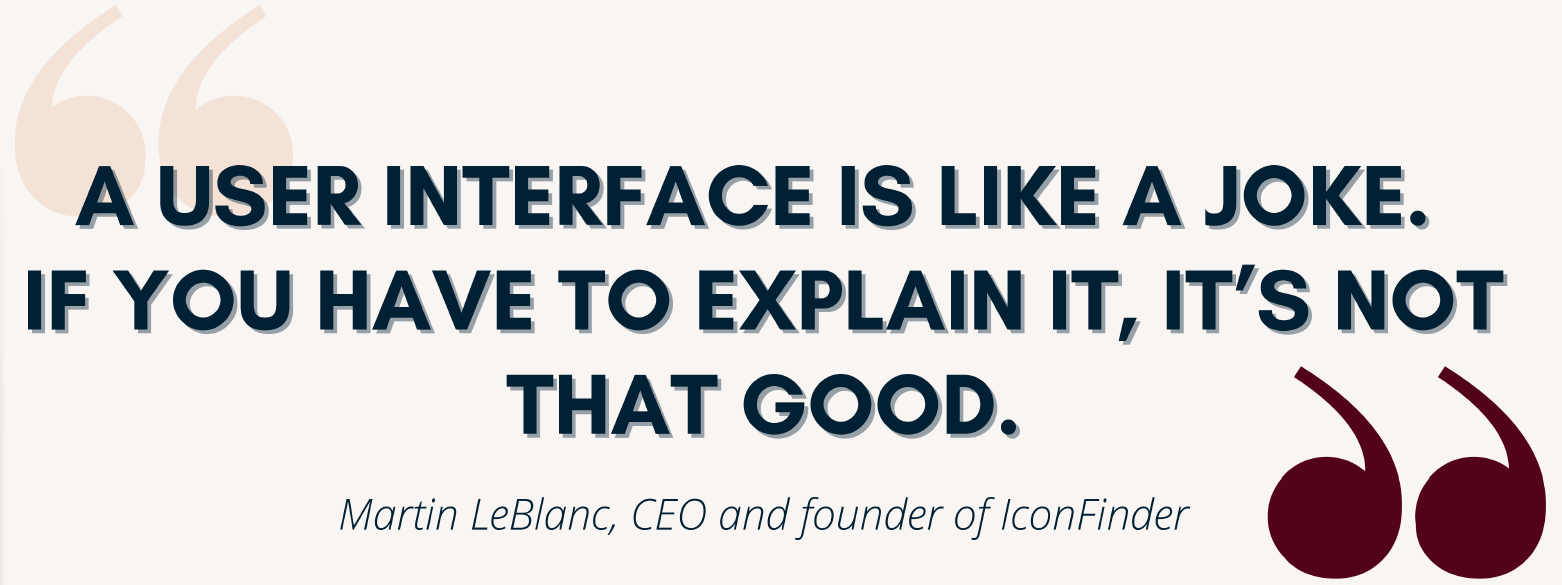 A USER INTERFACE IS LIKE A JOKE.
IF YOU HAVE TO EXPLAIN IT, IT’S NOT
THAT GOOD.
Martin LeBlanc, CEO and founder of IconFinder